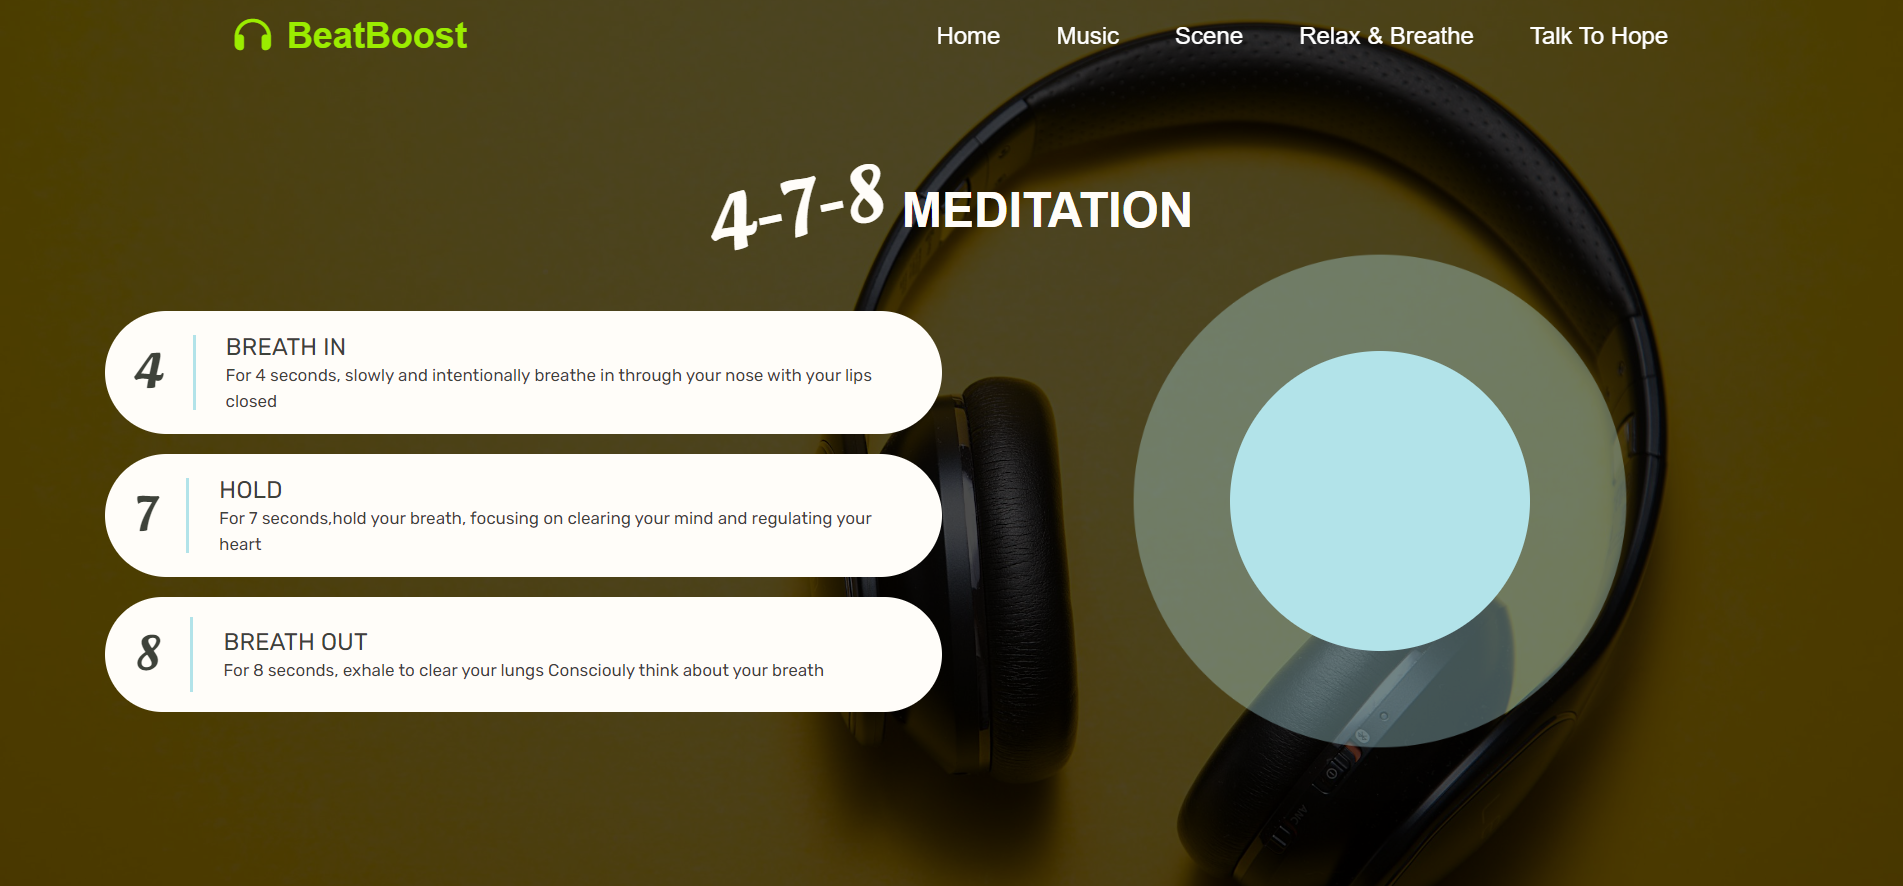 BeatBoost
Home Music Scene Relax & Breathe Talk To Hope
4-7-8 MEDITATION
4
BREATH IN
For 4 seconds, slowly and intentionally breathe in through your nose with your lips
closed
7
HOLD
For 7 seconds,hold your breath, focusing on clearing your mind and regulating your
heart
8
BREATH OUT
For 8 seconds, exhale to clear your lungs Consciouly think about your breath
ANC